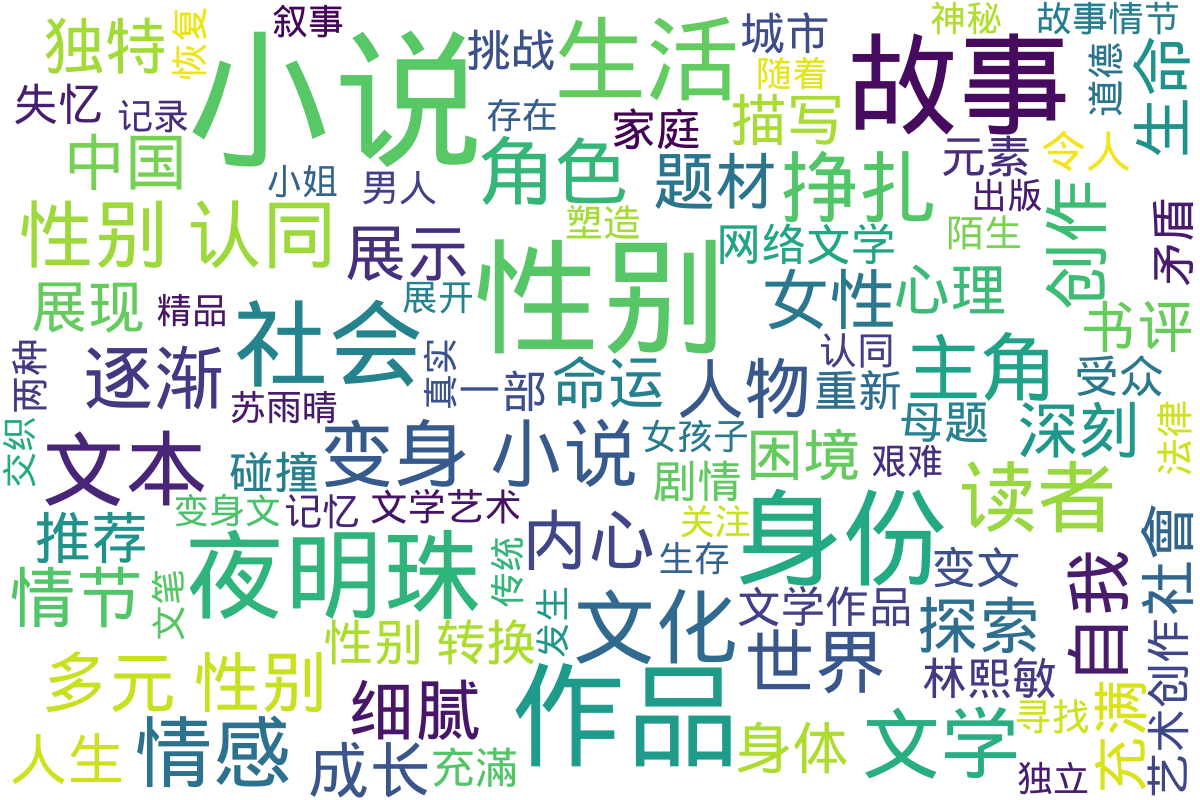 叙事
神秘
故事情节
独特
恢复
小说
挑战
生活
城市
故事
生命
失忆
记录
存在
家庭
随着
描写
道德
中国
角色
题材
挣扎
元素
令人
小姐
男人
出版
创作
矛盾
性别 认同
展示
塑造
性别
网络文学
陌生
展现
精品
社会
展开
女性
心理
书评
两种
逐渐
苏雨晴
真实
一部
命运
人物
认同
重新
主角
受众
交织
文本
碰撞
变身 小说
女孩子
困境
母题
深刻
法律
艰难
剧情
推荐
变身文
记忆
文学艺术
内心
关注
身份
读者
社會
夜明珠
情节
文笔
传统
生存
变文
自我
发生
文化
文学作品
探索
性别 转换
世界
林熙敏
艺术创作
多元 性别
细腻
作品
寻找
充满
人生
情感
成长
充滿
身体
文学
独立